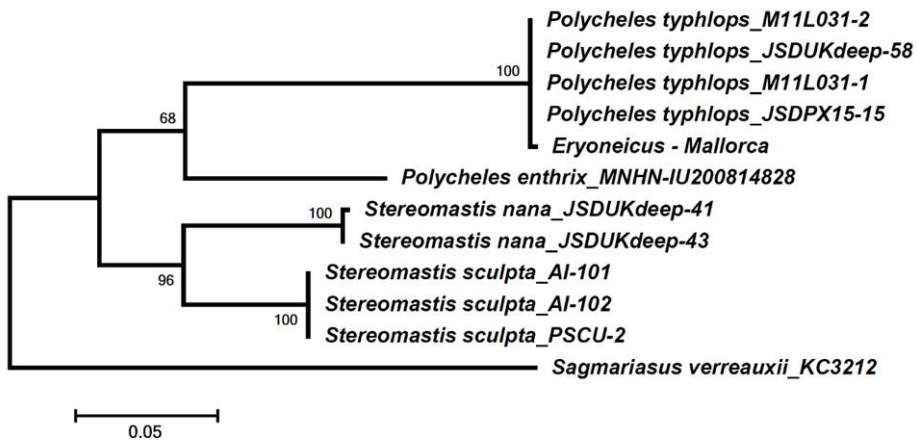 Polycheles typhlops_M11L031-2
Polycheles typhlops_JSDUKdeep-58
100
Polycheles typhlops_M11L031-1
Polycheles typhlops_JSDPX15-15
68
Eryoneicus - Mallorca
Polycheles enthrix_MNHN-IU200814828
Stereomastis nana_JSDUKdeep-41
100
Stereomastis nana_JSDUKdeep-43
96
Stereomastis sculpta_AI-101
Stereomastis sculpta_AI-102
100
Stereomastis sculpta_PSCU-2
Sagmariasus verreauxii_KC3212
0.05